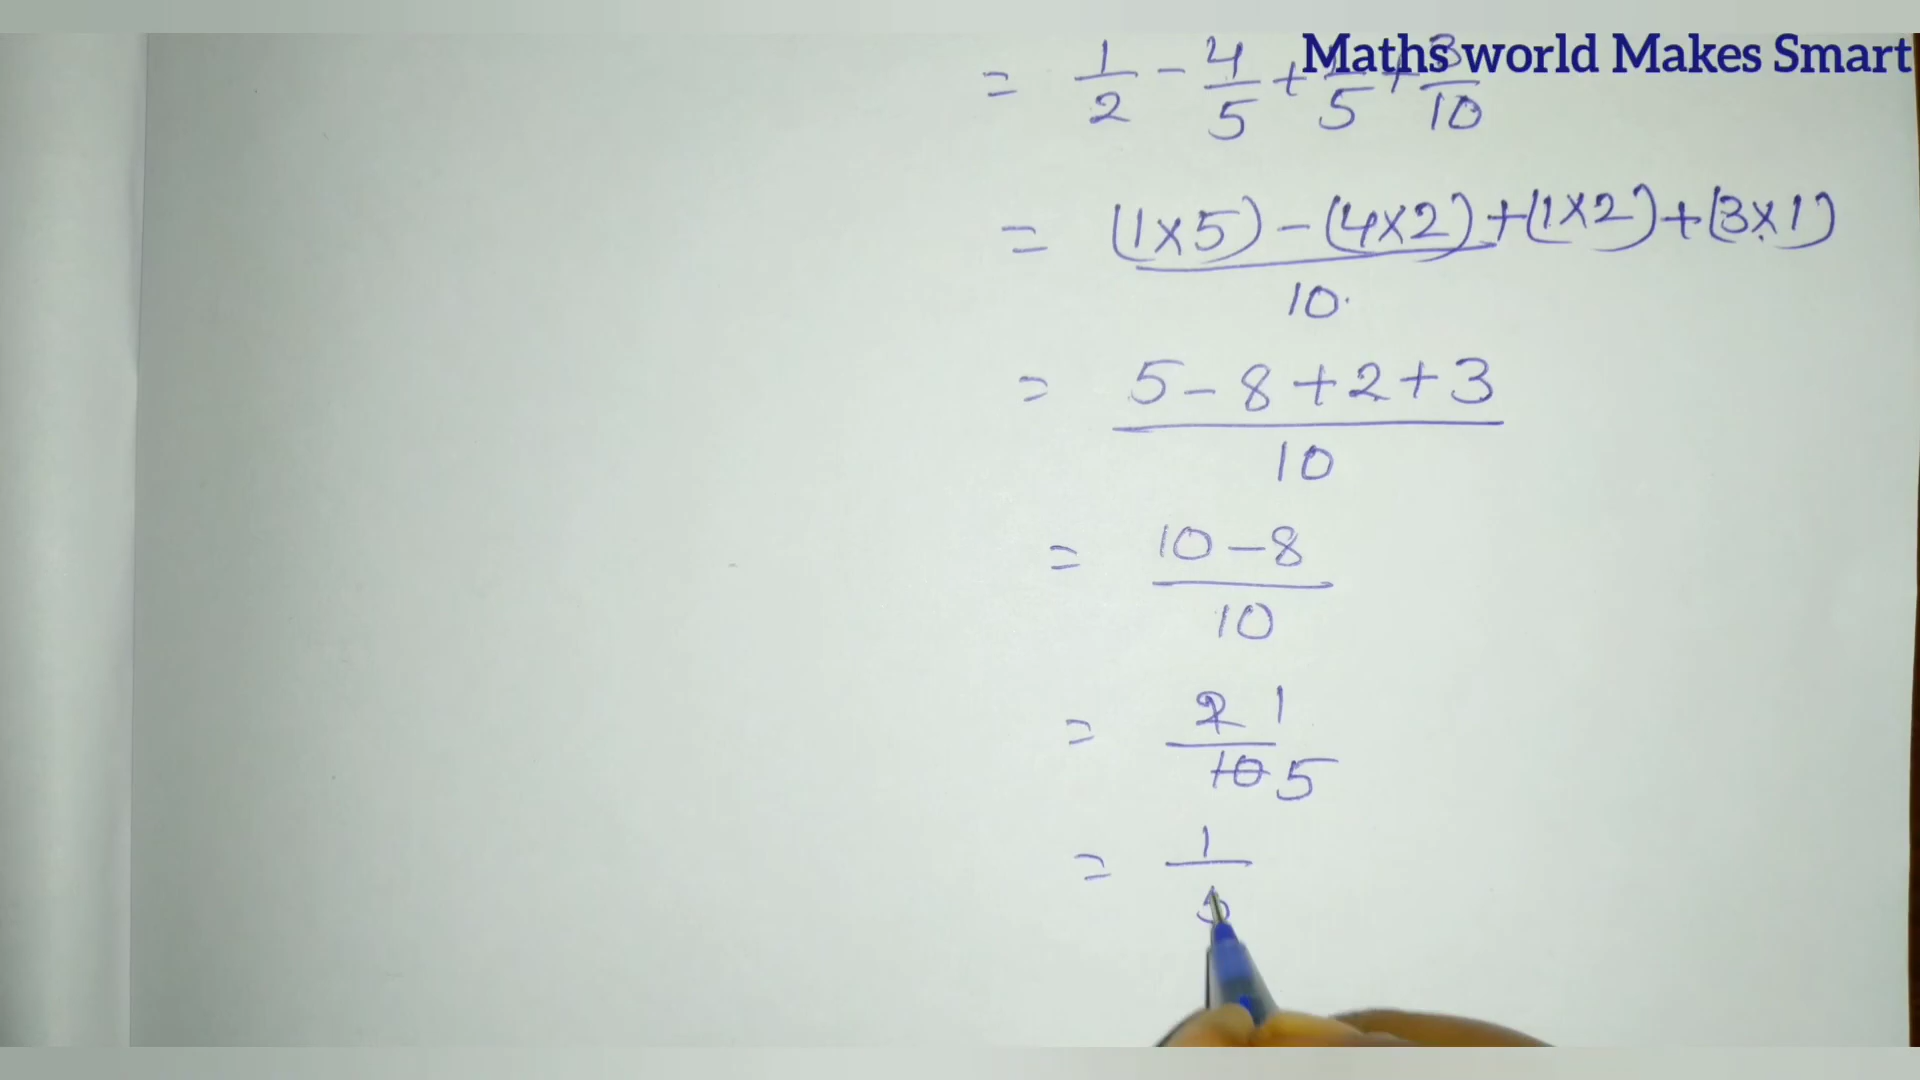 Maths world Makes Smart
= 1/2 - 4/5 + 1/5 + 3/10
= (1×5) - (4×2) + (1×2) + (3×1)
10
= 5 - 8 + 2 + 3
10
= 10 - 8
10
= 2 1
10 5
= 1
5